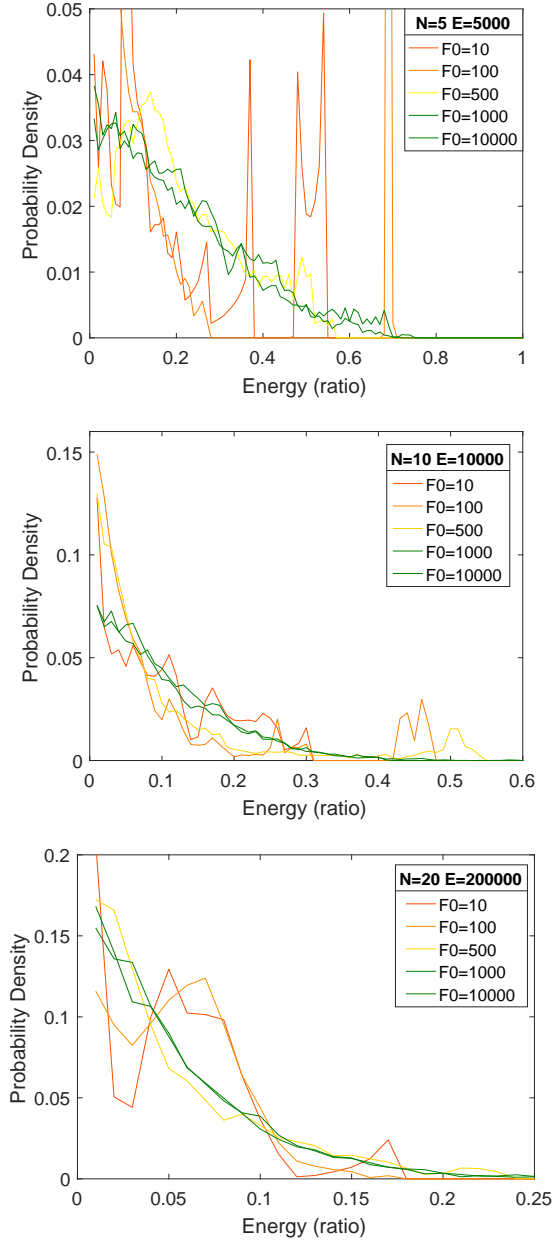 0.05
0.04
0.03
0.02
0.01
0
Probability Density
N=5 E=5000
F0=10
F0=100
F0=500
F0=1000
F0=10000
0 0.2 0.4 0.6 0.8 1
Energy (ratio)
0.15
0.1
0.05
0
Probability Density
N=10 E=10000
F0=10
F0=100
F0=500
F0=1000
F0=10000
0 0.1 0.2 0.3 0.4 0.5 0.6
Energy (ratio)
0.2
0.15
0.1
0.05
0
Probability Density
N=20 E=200000
F0=10
F0=100
F0=500
F0=1000
F0=10000
0 0.05 0.1 0.15 0.2 0.25
Energy (ratio)